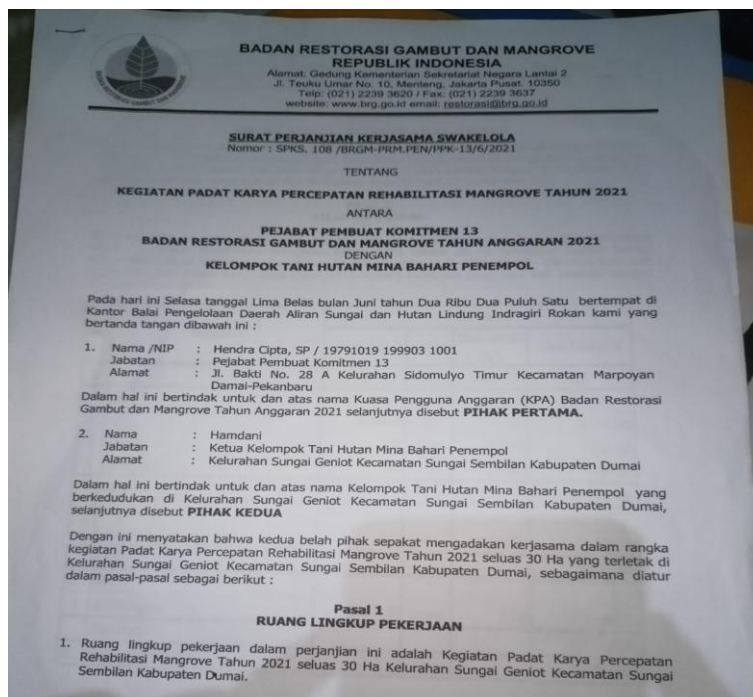 BADAN RESTORASI GAMBUT DAN MANGROVE
REPUBLIK INDONESIA
Alamat: Gedung Kementerian Sekretariat Negara Lantai 2
Jl. Teuku Umar No. 10, Menteng, Jakarta Pusat. 10350
Telp: (021) 2239 3620 / Fax: (021) 2239 3637
website: www.brg.go.id email: restorasi@brg.go.id
SURAT PERJANJIAN KERJASAMA SWAKELOLA
Nomor : SPKS. 108 /BRGM-PRM.PEN/PPK-13/6/2021
TENTANG
KEGIATAN PADAT KARYA PERCEPATAN REHABILITASI MANGROVE TAHUN 2021
ANTARA
PEJABAT PEMBUAT KOMITMEN 13
BADAN RESTORASI GAMBUT DAN MANGROVE TAHUN ANGGARAN 2021
DENGAN
KELOMPOK TANI HUTAN MINA BAHARI PENEMPOL
Pada hari ini Selasa tanggal Lima Belas bulan Juni tahun Dua Ribu Dua Puluh Satu bertempat di
Kantor Balai Pengelolaan Daerah Aliran Sungai dan Hutan Lindung Indragiri Rokan kami yang
bertanda tangan dibawah ini :
1. Nama /NIP : Hendra Cipta, SP / 19791019 199903 1001
Jabatan : Pejabat Pembuat Komitmen 13
Alamat : Jl. Bakti No. 28 A Kelurahan Sidomulyo Timur Kecamatan Marpoyan
Damai-Pekanbaru
Dalam hal ini bertindak untuk dan atas nama Kuasa Pengguna Anggaran (KPA) Badan Restorasi
Gambut dan Mangrove Tahun Anggaran 2021 selanjutnya disebut PIHAK PERTAMA.
2. Nama : Hamdani
Jabatan : Ketua Kelompok Tani Hutan Mina Bahari Penempol
Alamat : Kelurahan Sungai Geniot Kecamatan Sungai Sembilan Kabupaten Dumai
Dalam hal ini bertindak untuk dan atas nama Kelompok Tani Hutan Mina Bahari Penempol yang
berkedudukan di Kelurahan Sungai Geniot Kecamatan Sungai Sembilan Kabupaten Dumai,
selanjutnya disebut PIHAK KEDUA
Dengan ini menyatakan bahwa kedua belah pihak sepakat mengadakan kerjasama dalam rangka
kegiatan Padat Karya Percepatan Rehabilitasi Mangrove Tahun 2021 seluas 30 Ha yang terletak di
Kelurahan Sungai Geniot Kecamatan Sungai Sembilan Kabupaten Dumai, sebagaimana diatur
dalam pasal-pasal sebagai berikut :
Pasal 1
RUANG LINGKUP PEKERJAAN
1. Ruang lingkup pekerjaan dalam perjanjian ini adalah Kegiatan Padat Karya Percepatan
Rehabilitasi Mangrove Tahun 2021 seluas 30 Ha Kelurahan Sungai Geniot Kecamatan Sungai
Sembilan Kabupaten Dumai.